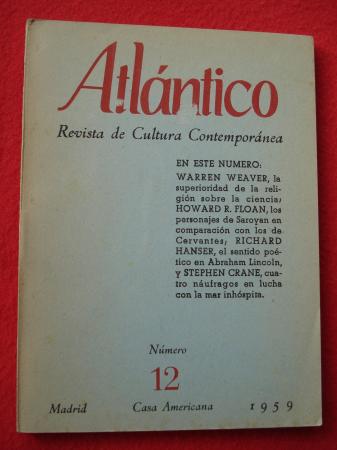 Atlántico
Revista de Cultura Contemporánea
EN ESTE NUMERO:
WARREN WEAVER, la
superioridad de la reli-
gión sobre la ciencia;
HOWARD R. FLOAN, los
personajes de Saroyan en
comparación con los de
Cervantes; RICHARD
HANSER, el sentido poé-
tico en Abraham Lincoln,
y STEPHEN CRANE, cua-
tro náufragos en lucha
con la mar inhóspita.
Número
12
Madrid Casa Americana 1959